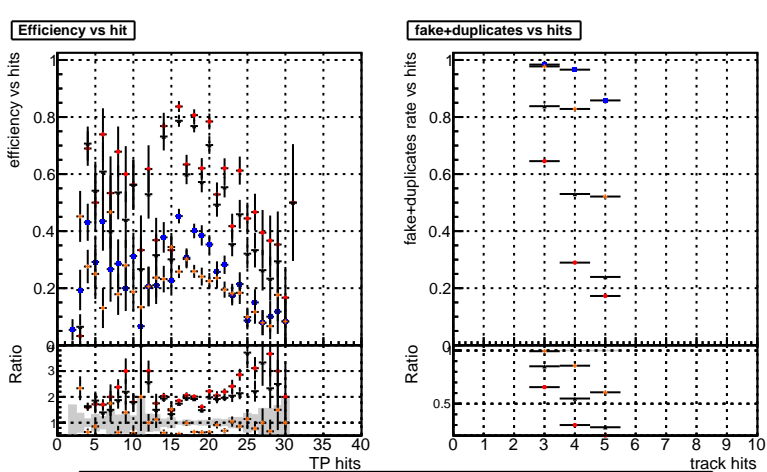 Efficiency vs hit
fake+duplicates vs hits
efficiency vs hits
1
0.8
0.6
0.4
0.2
0
Ratio
3
2
1
0 5 10 15 20 25 30 35 40
TP hits
fake+duplicates rate vs hits
1
0.8
0.6
0.4
0.2
0
Ratio
0.5
0 1 2 3 4 5 6 7 8 9 10
track hits